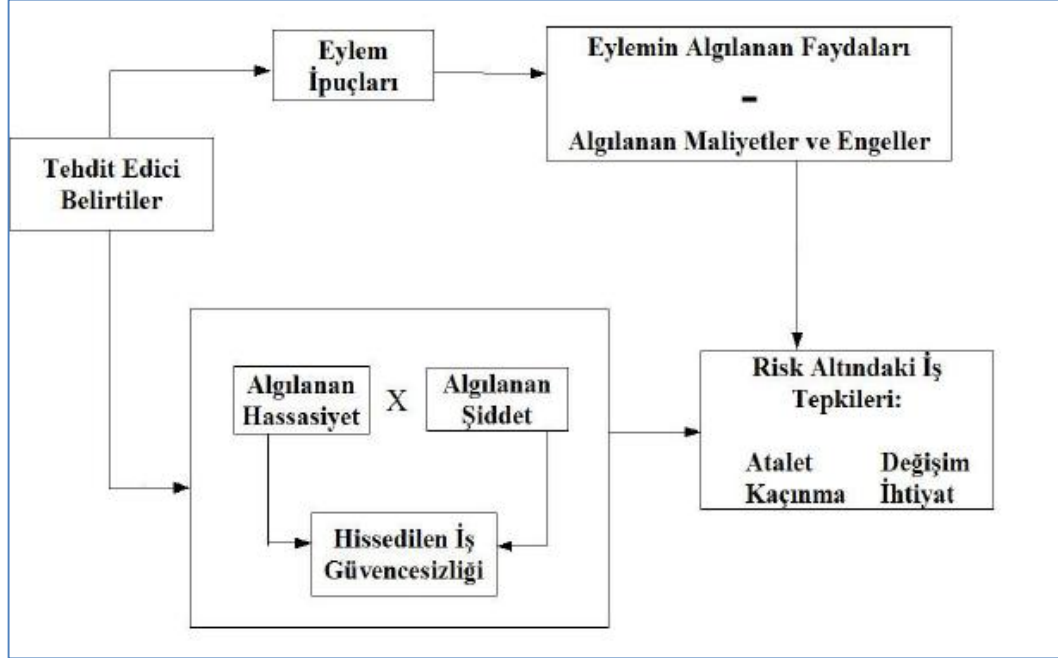 Eylem
İpuçları
Eylemin Algılanan Faydaları
-
Algılanan Maliyetler ve Engeller
Tehdit Edici
Belirtiler
Algılanan
Hassasiyet
X
Algılanan
Şiddet
Hissedilen İş
Güvencesizliği
Risk Altındaki İş
Tepkileri:
Atalet Değişim
Kaçınma İhtiyat